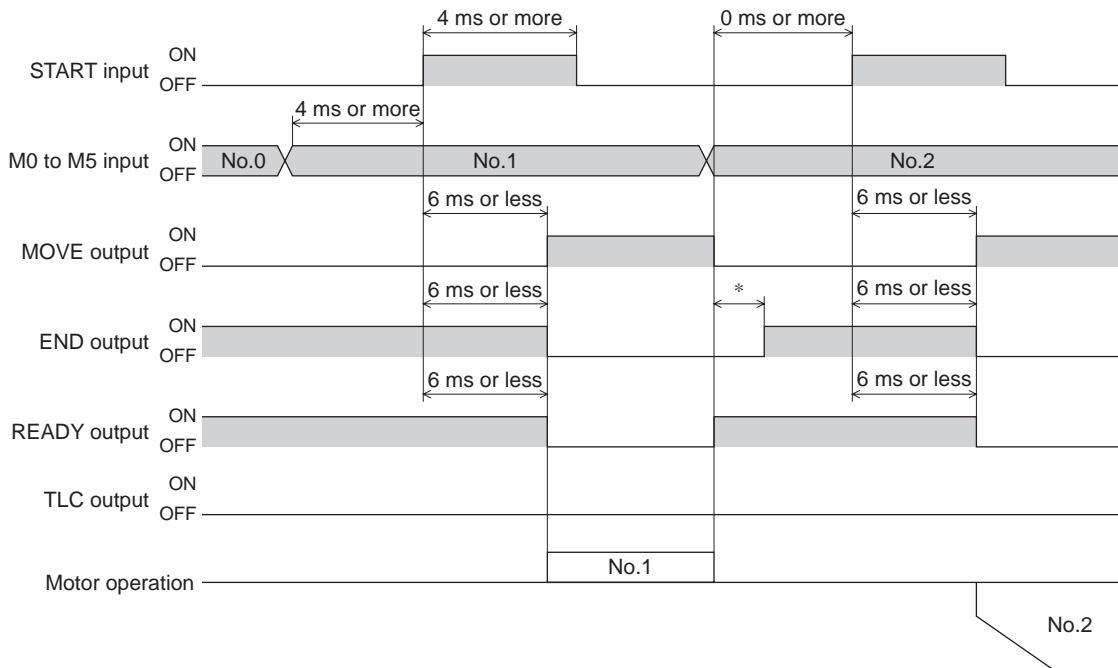 4 ms or more
0 ms or more
START input
ON
OFF
4 ms or more
M0 to M5 input
ON
OFF
No.0
No.1
No.2
6 ms or less
6 ms or less
MOVE output
ON
OFF
6 ms or less
*
6 ms or less
END output
ON
OFF
6 ms or less
6 ms or less
READY output
ON
OFF
TLC output
ON
OFF
Motor operation
No.1
No.2